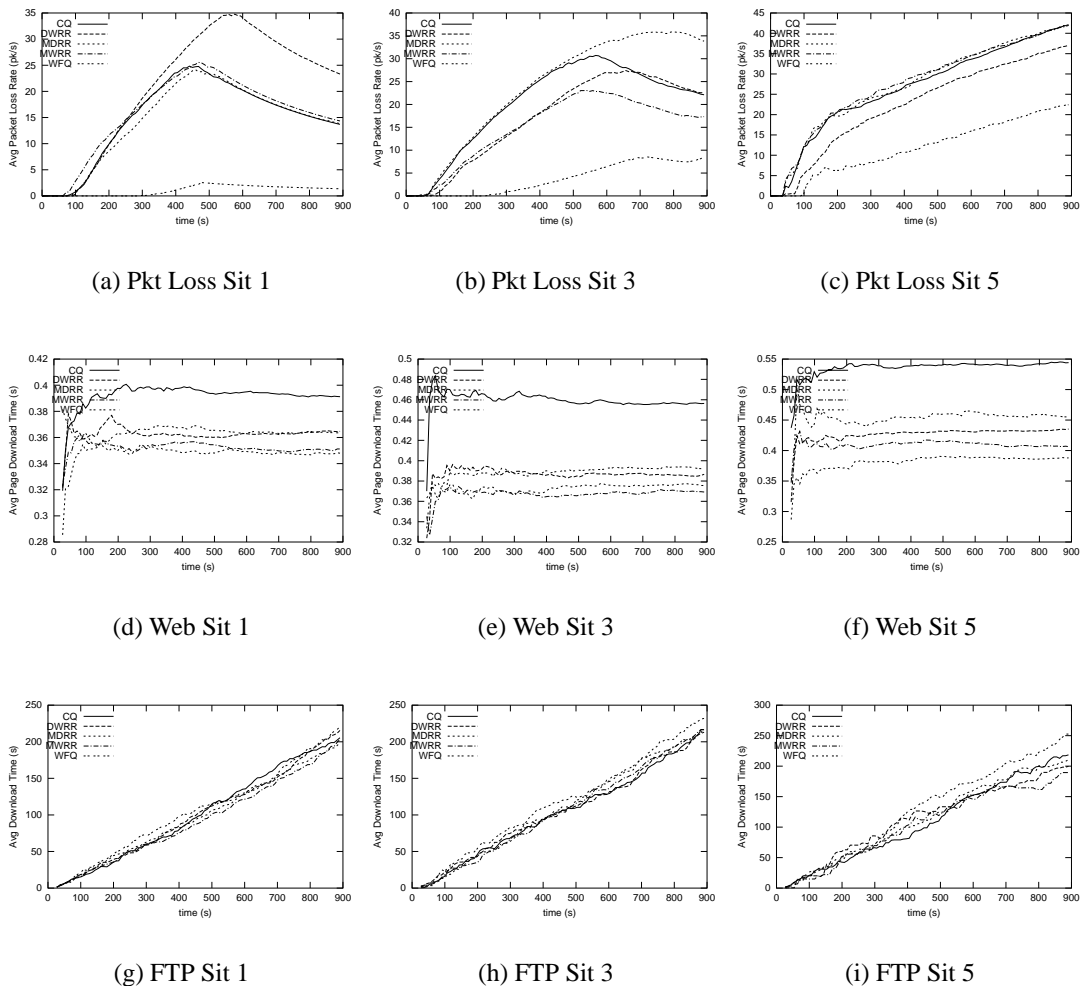 Avg Packet Loss Rate (pk/s)
35
30
25
20
15
10
5
0
CQ
DWRR
MDRR
MWRR
WFQ
0 100 200 300 400 500 600 700 800 900
time (s)
(a) Pkt Loss Sit 1
Avg Packet Loss Rate (pk/s)
40
35
30
25
20
15
10
5
0
CQ
DWRR
MDRR
MWRR
WFQ
0 100 200 300 400 500 600 700 800 900
time (s)
(b) Pkt Loss Sit 3
Avg Packet Loss Rate (pk/s)
45
40
35
30
25
20
15
10
5
0
CQ
DWRR
MDRR
MWRR
WFQ
0 100 200 300 400 500 600 700 800 900
time (s)
(c) Pkt Loss Sit 5
Avg Page Download Time (s)
0.42
0.4
0.38
0.36
0.34
0.32
0.3
0.28
CQ
DWRR
MDRR
MWRR
WFQ
0 100 200 300 400 500 600 700 800 900
time (s)
(d) Web Sit 1
Avg Page Download Time (s)
0.5
0.48
0.46
0.44
0.42
0.4
0.38
0.36
0.34
0.32
CQ
DWRR
MDRR
MWRR
WFQ
0 100 200 300 400 500 600 700 800 900
time (s)
(e) Web Sit 3
Avg Page Download Time (s)
0.55
0.5
0.45
0.4
0.35
0.3
0.25
CQ
DWRR
MDRR
MWRR
WFQ
0 100 200 300 400 500 600 700 800 900
time (s)
(f) Web Sit 5
Avg Download Time (s)
250
200
150
100
50
0
CQ
DWRR
MDRR
MWRR
WFQ
0 100 200 300 400 500 600 700 800 900
time (s)
(g) FTP Sit 1
Avg Download Time (s)
250
200
150
100
50
0
CQ
DWRR
MDRR
MWRR
WFQ
0 100 200 300 400 500 600 700 800 900
time (s)
(h) FTP Sit 3
Avg Download Time (s)
300
250
200
150
100
50
0
CQ
DWRR
MDRR
MWRR
WFQ
0 100 200 300 400 500 600 700 800 900
time (s)
(i) FTP Sit 5